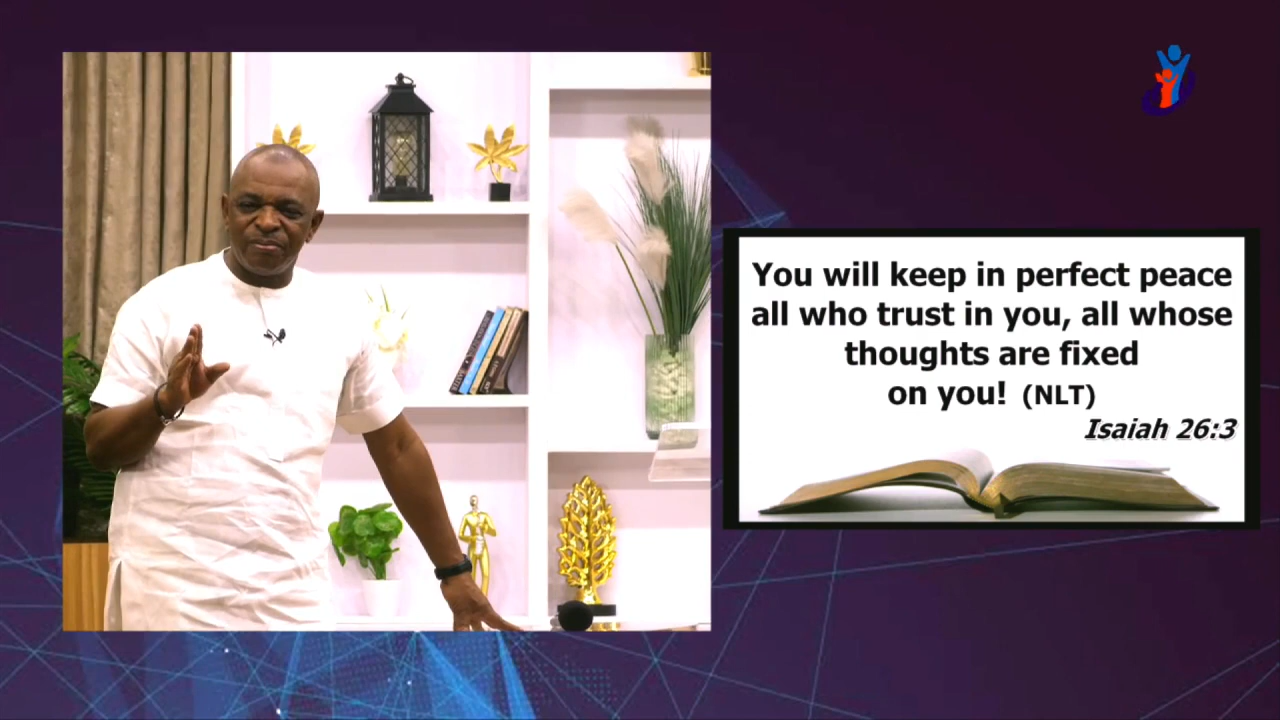 You will keep in perfect peace
all who trust in you, all whose
thoughts are fixed
on you! (NLT)
Isaiah 26:3